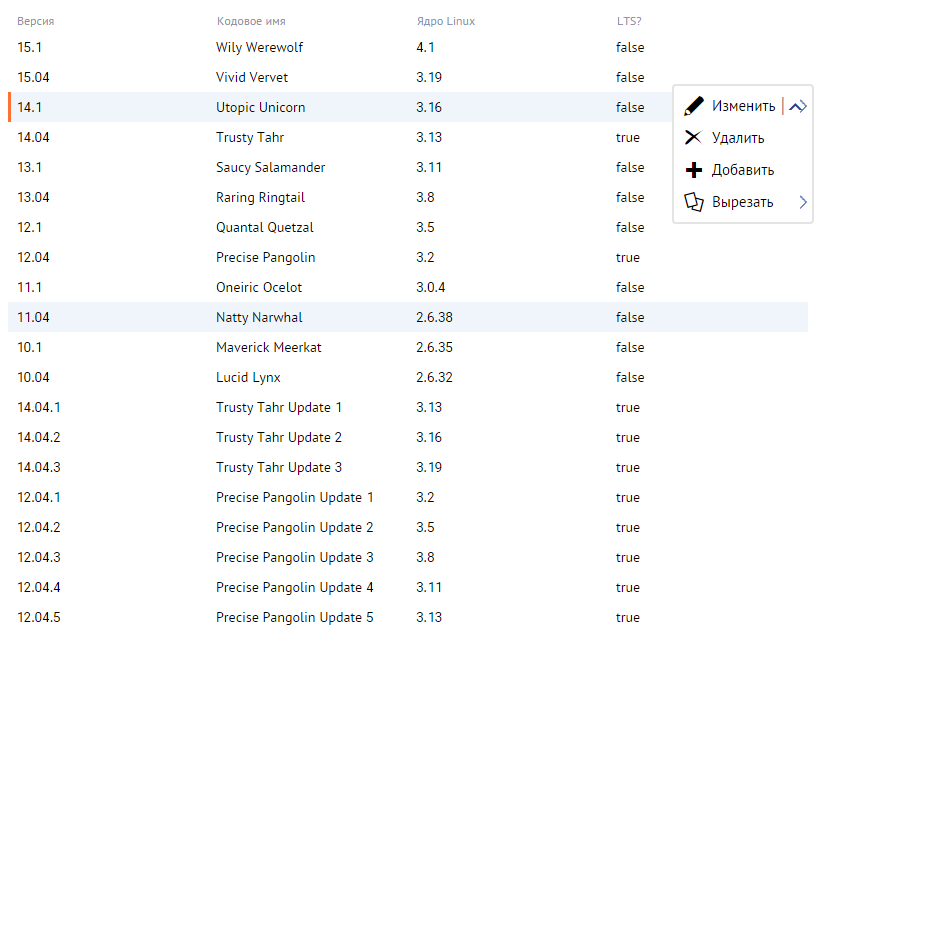 Версия Кодовое имя Ядро Linux LTS?
15.1 Wily Werewolf 4.1 false
15.04 Vivid Vervet 3.19 false
14.1 Utopic Unicorn 3.16 false Изменить
14.04 Trusty Tahr 3.13 true Удалить
13.1 Saucy Salamander 3.11 false Добавить
13.04 Raring Ringtail 3.8 false Вырезать
12.1 Quantal Quetzal 3.5 false
12.04 Precise Pangolin 3.2 true
11.1 Oneiric Ocelot 3.0.4 false
11.04 Natty Narwhal 2.6.38 false
10.1 Maverick Meerkat 2.6.35 false
10.04 Lucid Lynx 2.6.32 false
14.04.1 Trusty Tahr Update 1 3.13 true
14.04.2 Trusty Tahr Update 2 3.16 true
14.04.3 Trusty Tahr Update 3 3.19 true
12.04.1 Precise Pangolin Update 1 3.2 true
12.04.2 Precise Pangolin Update 2 3.5 true
12.04.3 Precise Pangolin Update 3 3.8 true
12.04.4 Precise Pangolin Update 4 3.11 true
12.04.5 Precise Pangolin Update 5 3.13 true